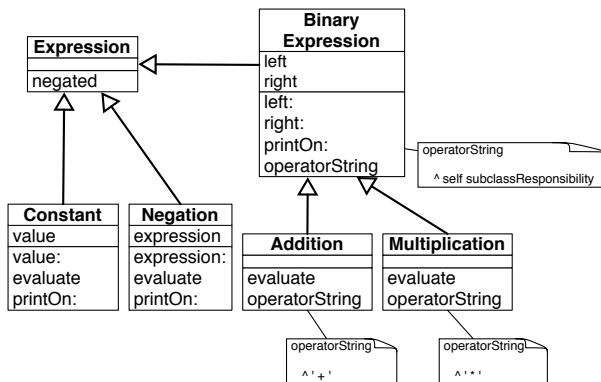 Expression
negated
Binary
Expression
left
right
left:
right:
printOn:
operatorString
operatorString
^ self subclassResponsibility
Constant
value
value:
evaluate
printOn:
Negation
expression
expression:
evaluate
printOn:
Addition
evaluate
operatorString
Multiplication
evaluate
operatorString
operatorString
^ ' + '
operatorString
^ ' * '